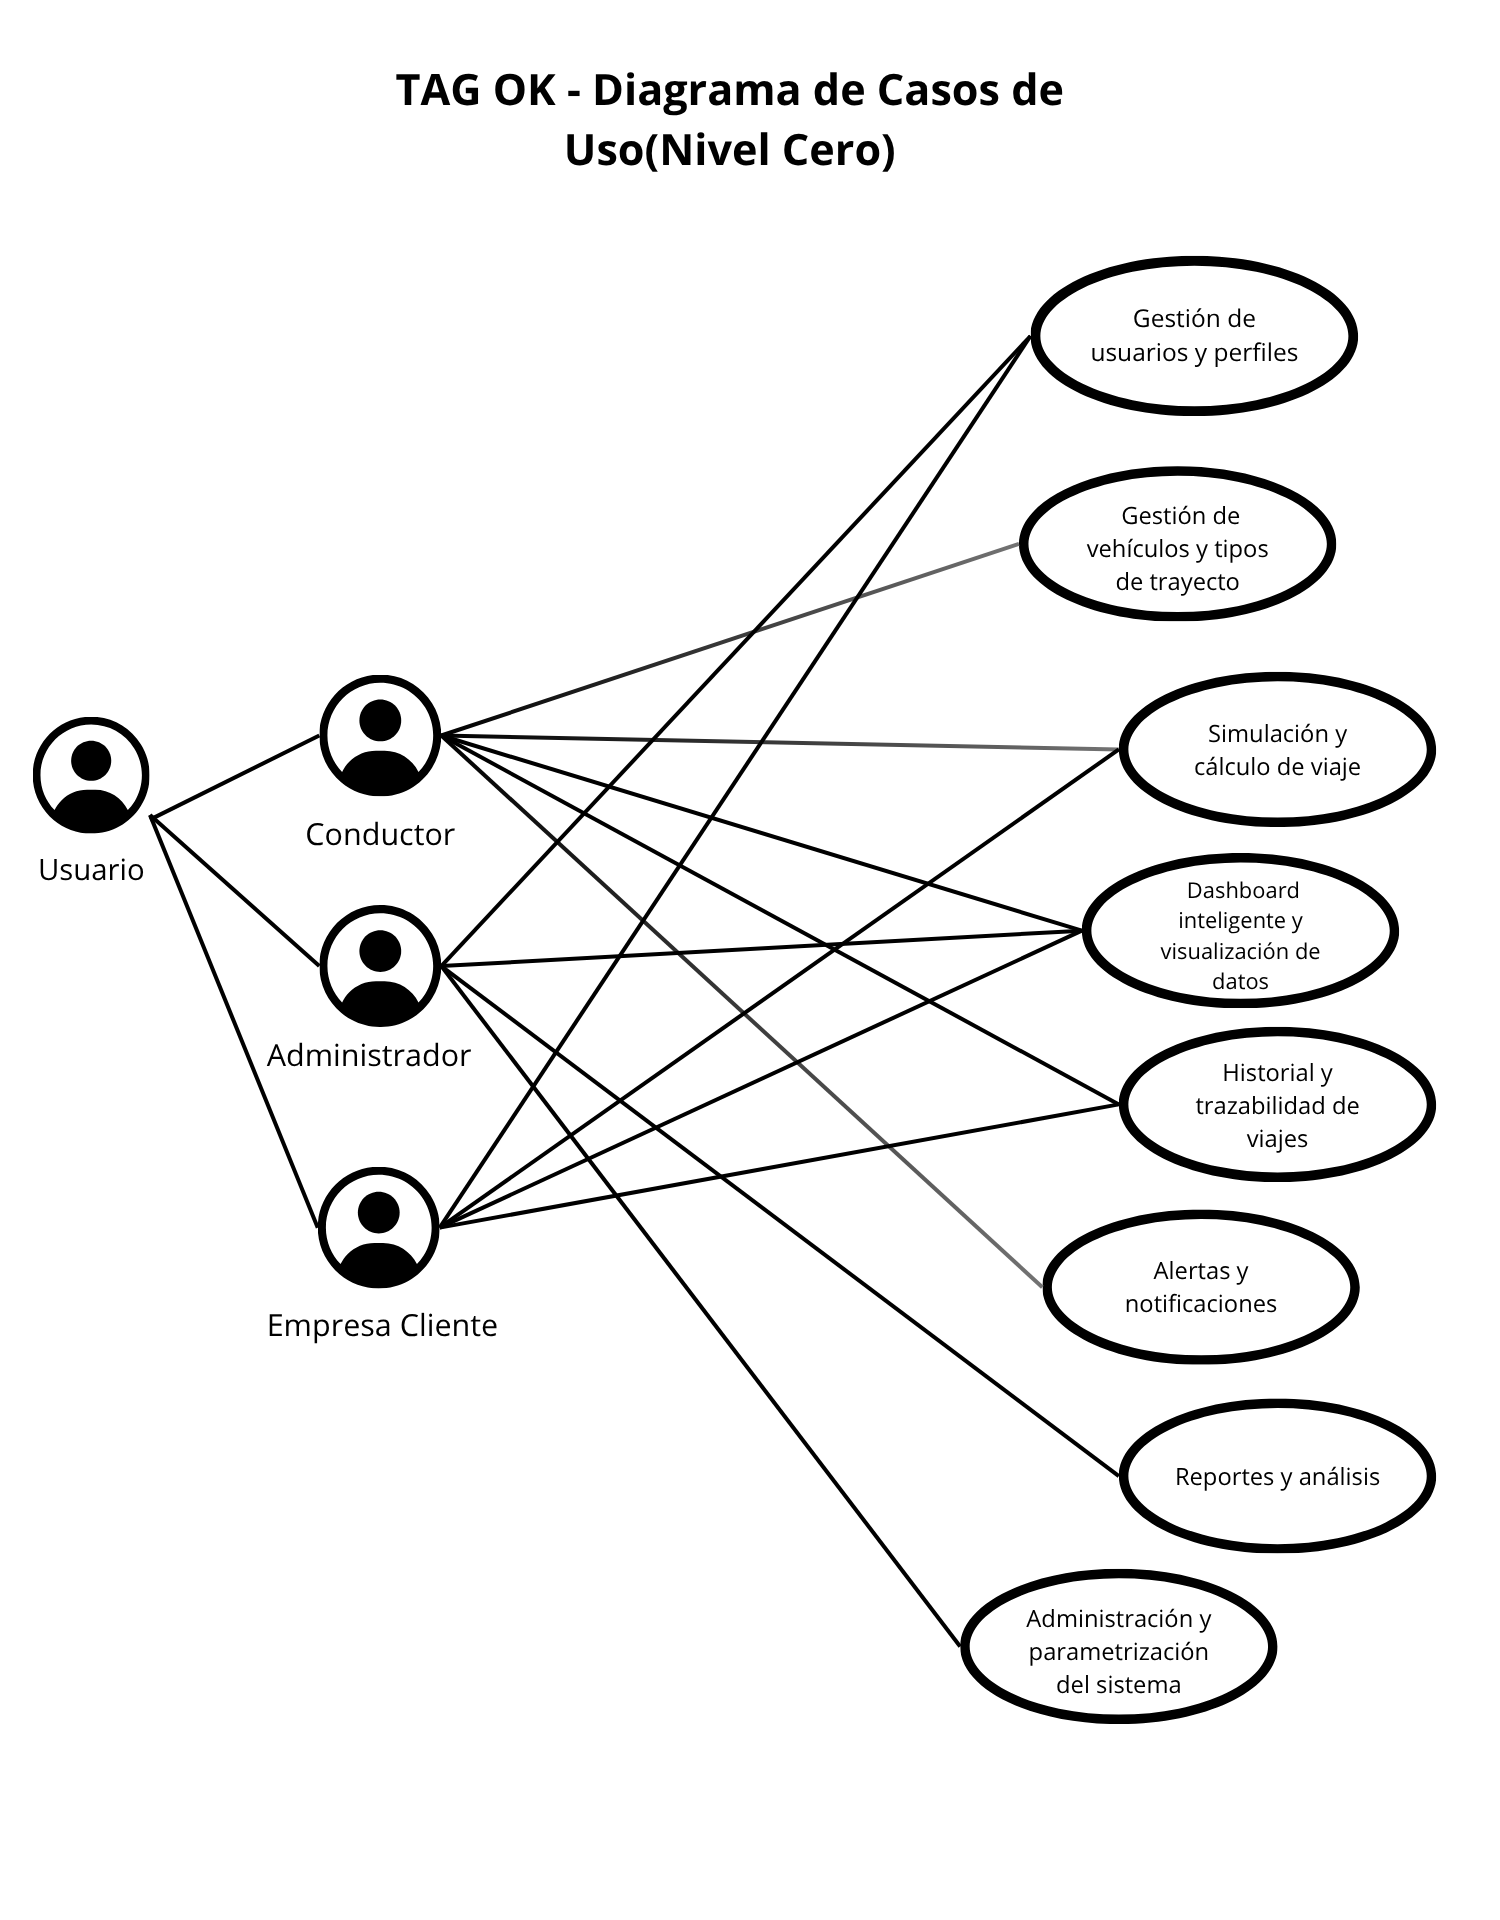 TAG OK - Diagrama de Casos de
Uso(Nivel Cero)
Gestión de
usuarios y perfiles
Gestión de
vehículos y tipos
de trayecto
Simulación y
cálculo de viaje
Conductor
Usuario
Dashboard
inteligente y
visualización de
datos
Administrador
Historial y
trazabilidad de
viajes
Alertas y
notificaciones
Empresa Cliente
Reportes y análisis
Administración y
parametrización
del sistema